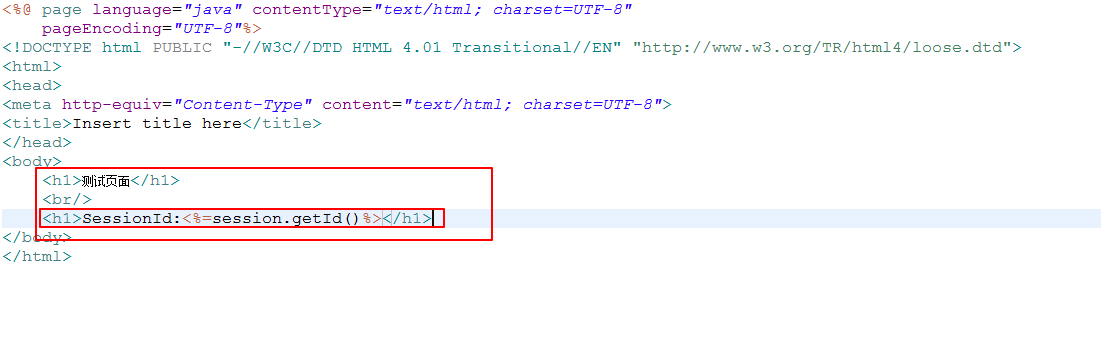 <%@ page language="java" contentType="text/html; charset=UTF-8"
    pageEncoding="UTF-8"%>
<!DOCTYPE html PUBLIC "-//W3C//DTD HTML 4.01 Transitional//EN" "http://www.w3.org/TR/html4/loose.dtd">
<html>
<head>
<meta http-equiv="Content-Type" content="text/html; charset=UTF-8">
<title>Insert title here</title>
</head>
<body>
    <h1>测试页面</h1>
    <br/>
    <h1>SessionId:<%=session.getId()%></h1>
</body>
</html>